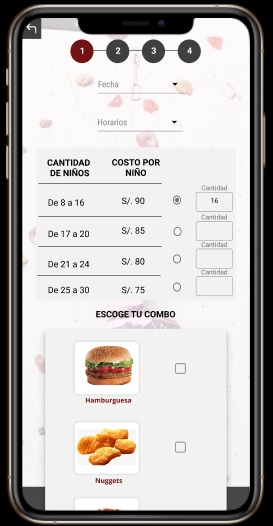 1 2 3 4
Fecha
Horarios
CANTIDAD DE NIÑOS
COSTO POR NIÑO
Cantidad
De 8 a 16 S/. 90 16
Cantidad
De 17 a 20 S/. 85
Cantidad
De 21 a 24 S/. 80
Cantidad
De 25 a 30 S/. 75
ESCOGE TU COMBO
Hamburguesa
Nuggets